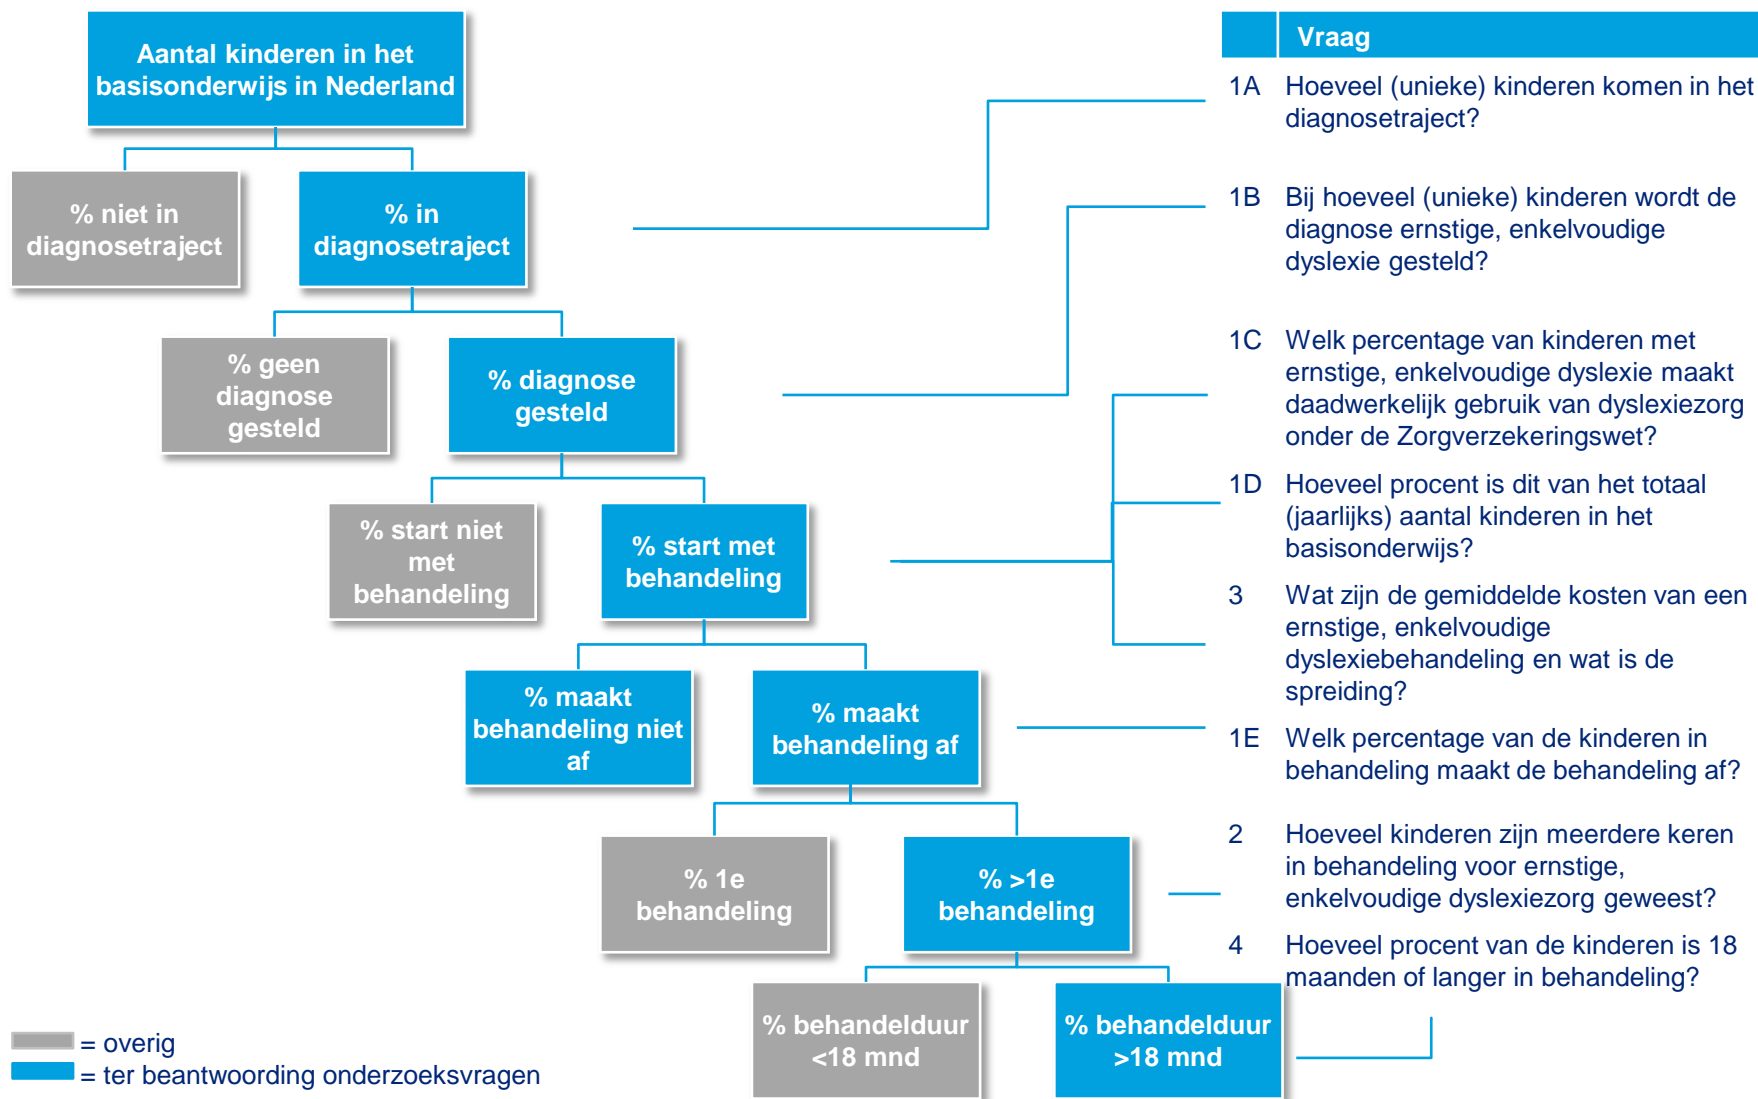 Aantal kinderen in het
basisonderwijs in Nederland
% niet in
diagnosetraject
% in
diagnosetraject
% geen
diagnose
gesteld
% diagnose
gesteld
% start niet
met
behandeling
% start met
behandeling
% maakt
behandeling niet
af
% maakt
behandeling af
% 1e
behandeling
% >1e
behandeling
% behandelduur
<18 mnd
% behandelduur
>18 mnd
= overig
= ter beantwoording onderzoeksvragen
Vraag
1A Hoeveel (unieke) kinderen komen in het
diagnosetraject?
1B Bij hoeveel (unieke) kinderen wordt de
diagnose ernstige, enkelvoudige
dyslexie gesteld?
1C Welk percentage van kinderen met
ernstige, enkelvoudige dyslexie maakt
daadwerkelijk gebruik van dyslexiezorg
onder de Zorgverzekeringswet?
1D Hoeveel procent is dit van het totaal
(jaarlijks) aantal kinderen in het
basisonderwijs?
3 Wat zijn de gemiddelde kosten van een
ernstige, enkelvoudige
dyslexiebehandeling en wat is de
spreiding?
1E Welk percentage van de kinderen in
behandeling maakt de behandeling af?
2 Hoeveel kinderen zijn meerdere keren
in behandeling voor ernstige,
enkelvoudige dyslexiezorg geweest?
4 Hoeveel procent van de kinderen is 18
maanden of langer in behandeling?